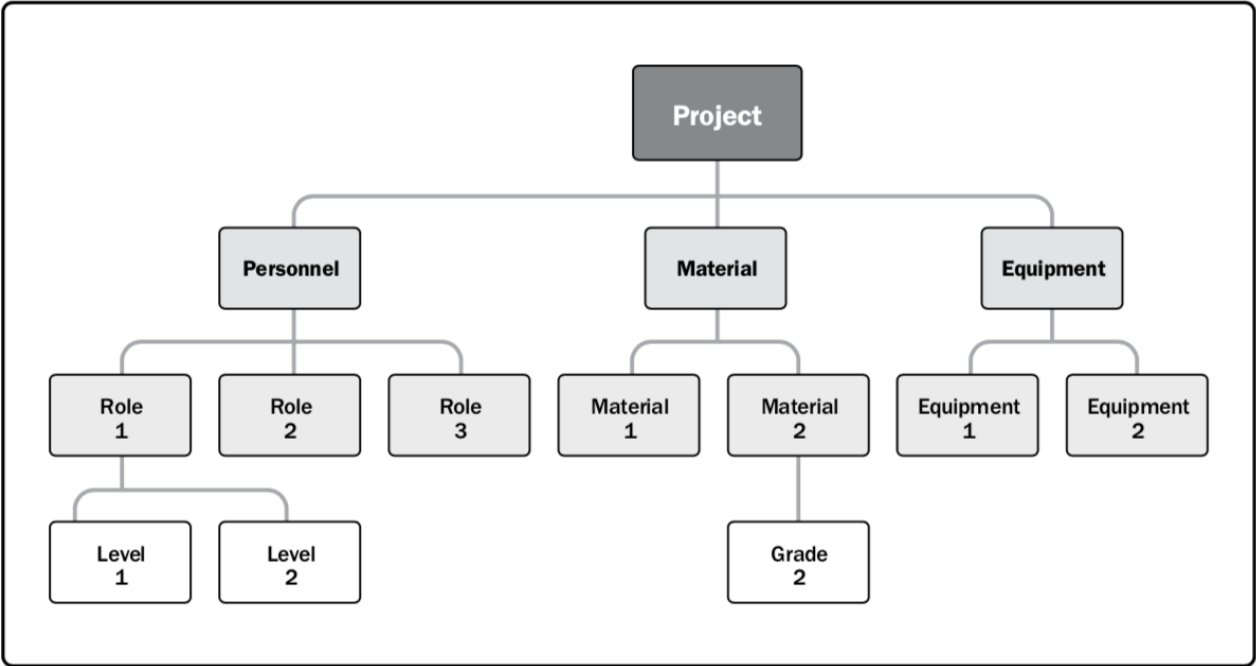 Project
Personnel
Material
Equipment
Role
1
Role
2
Role
3
Material
1
Material
2
Equipment
1
Equipment
2
Level
1
Level
2
Grade
2